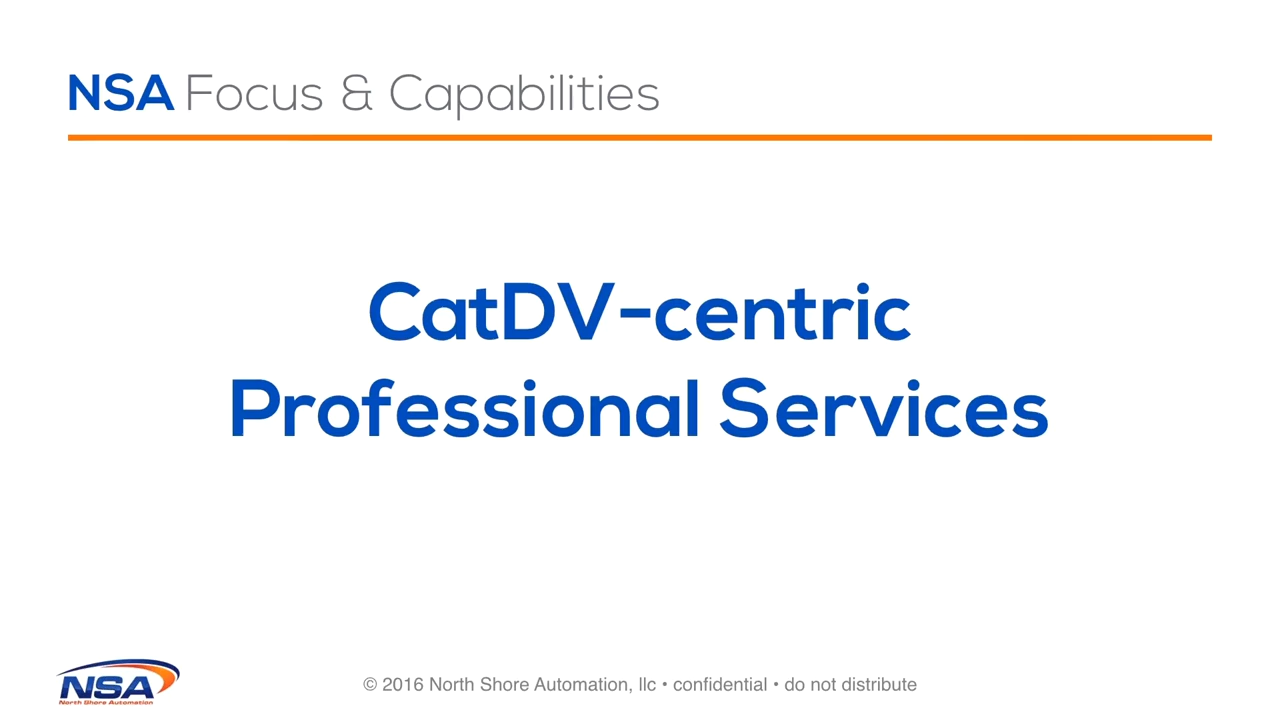 NSA Focus & Capabilities
CatDV-centric
Professional Services
NSA
North Shore Automation
© 2016 North Shore Automation, llc • confidential • do not distribute